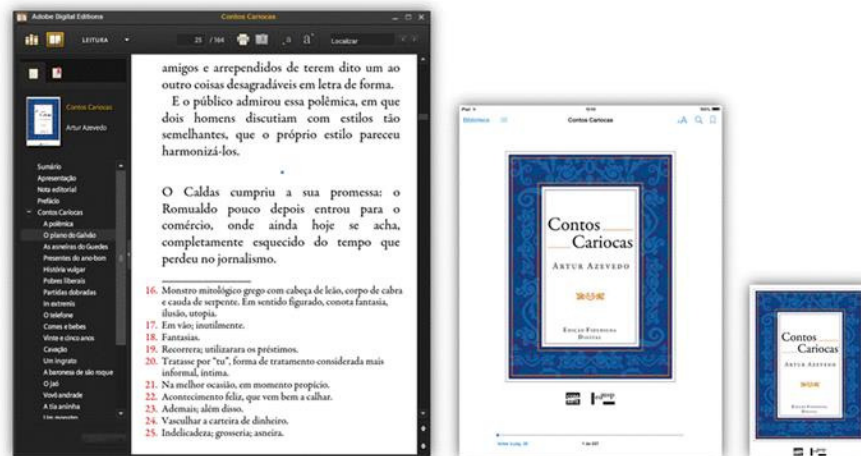 Adobe Digital Editions
Contos Cariocas
LEITURA
25 / 164
Localizar
Contos Cariocas
Artur Azevedo
Sumário
Apresentação
Nota editorial
Prefácio
Contos Cariocas
A polêmica
O plano do Galvão
As asneiras do Guedes
Presentes do ano-bom
História vulgar
Pobres liberais
Partidas dobradas
In extremis
O telefone
Comes e bebes
Vinte e cinco anos
Cavação
Um ingrato
A baronesa de são roque
O Jaó
Vovô andrade
A tia aninha
amigos e arrependidos de terem dito um ao
outro coisas desagradáveis em letra de forma.
E o público admirou essa polêmica, em que
dois homens discutiam com estilos tão
semelhantes, que o próprio estilo pareceu
harmonizá-los.
O Caldas cumpriu a sua promessa: o
Romualdo pouco depois entrou para o
comércio, onde ainda hoje se acha,
completamente esquecido do tempo que
perdeu no jornalismo.
16. Monstro mitológico grego com cabeça de leão, corpo de cabra
e cauda de serpente. Em sentido figurado, conota fantasia,
ilusão, utopia.
17. Em vão; inutilmente.
18. Fantasias.
19. Recorrera; utilizarara os préstimos.
20. Tratasse por "tu", forma de tratamento considerada mais
informal, íntima.
21. Na melhor ocasião, em momento propício.
22. Acontecimento feliz, que vem bem a calhar.
23. Ademais; além disso.
24. Vasculhar a carteira de dinheiro.
25. Indelicadeza; grosseria; asneira.
iPad
Biblioteca
Contos Cariocas
AA
Contos
Cariocas
ARTUR AZEVEDO
EDIÇÃO FIDEDIGNA
DIGITAL
Contos
Cariocas
ARTUR AZEVEDO